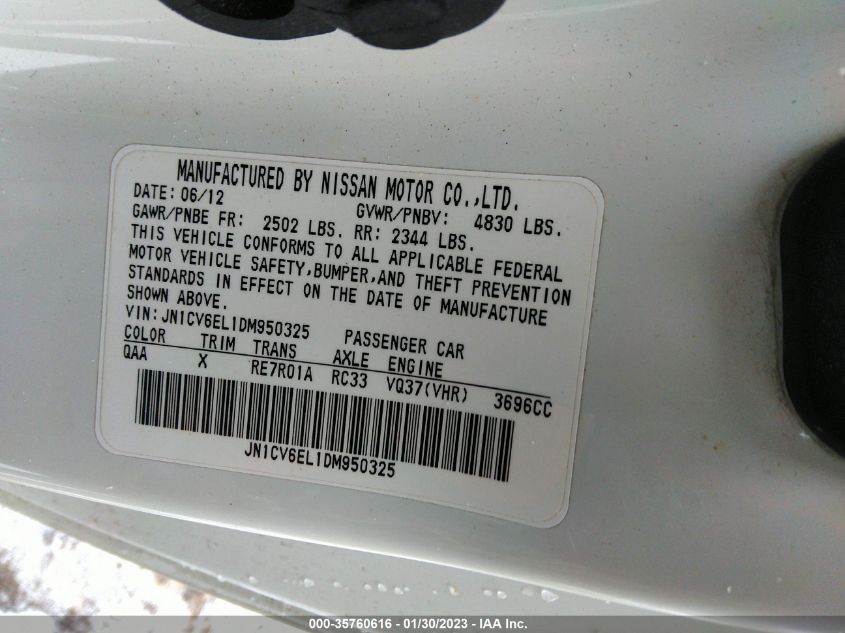 MANUFACTURED BY NISSAN MOTOR CO.,LTD.
DATE: 06/12 GVWR/PNBV: 4830 LBS.
GAWR/PNBE FR: 2502 LBS. RR: 2344 LBS.
THIS VEHICLE CONFORMS TO ALL APPLICABLE FEDERAL
MOTOR VEHICLE SAFETY,BUMPER,AND THEFT PREVENTION
STANDARDS IN EFFECT ON THE DATE OF MANUFACTURE
SHOWN ABOVE.
VIN:JN1CV6EL1DM950325 PASSENGER CAR
COLOR TRIM TRANS AXLE ENGINE
QAA X RE7R01A RC33 VQ37(VHR) 3696CC
JN1CV6EL1DM950325
000-35760616 - 01/30/2023 - IAA Inc.